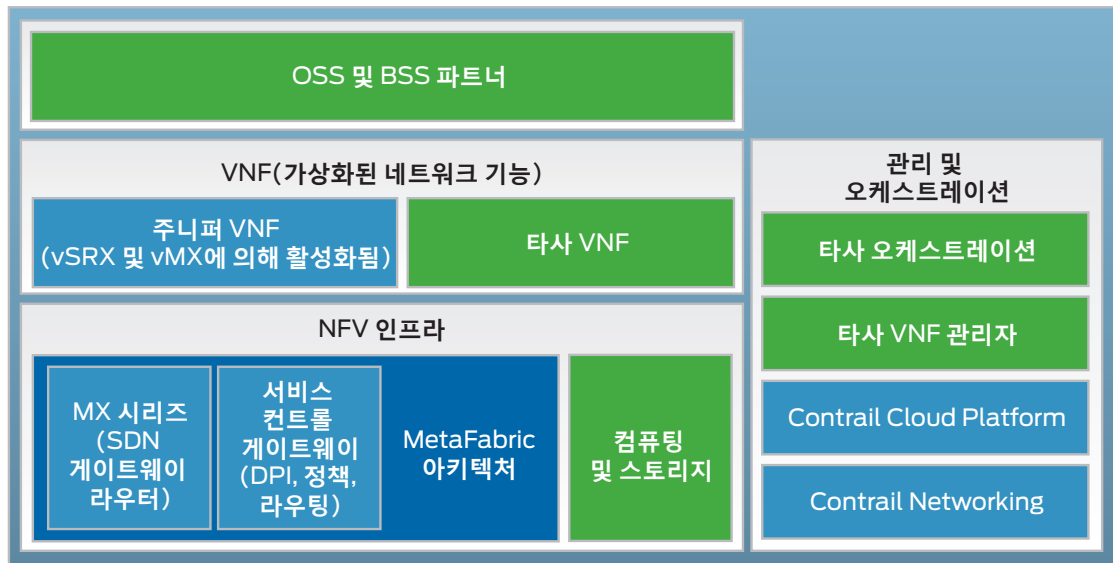 OSS 및 BSS 파트너
VNF(가상화된 네트워크 기능)
주니퍼 VNF
(vSRX 및 vMX에 의해 활성화됨)
타사 VNF
NFV 인프라
MX 시리즈
(SDN
게이트웨이
라우터)
서비스
컨트롤
게이트웨이
(DPI, 정책,
라우팅)
MetaFabric
아키텍처
컴퓨팅
및 스토리지
관리 및
오케스트레이션
타사 오케스트레이션
타사 VNF 관리자
Contrail Cloud Platform
Contrail Networking